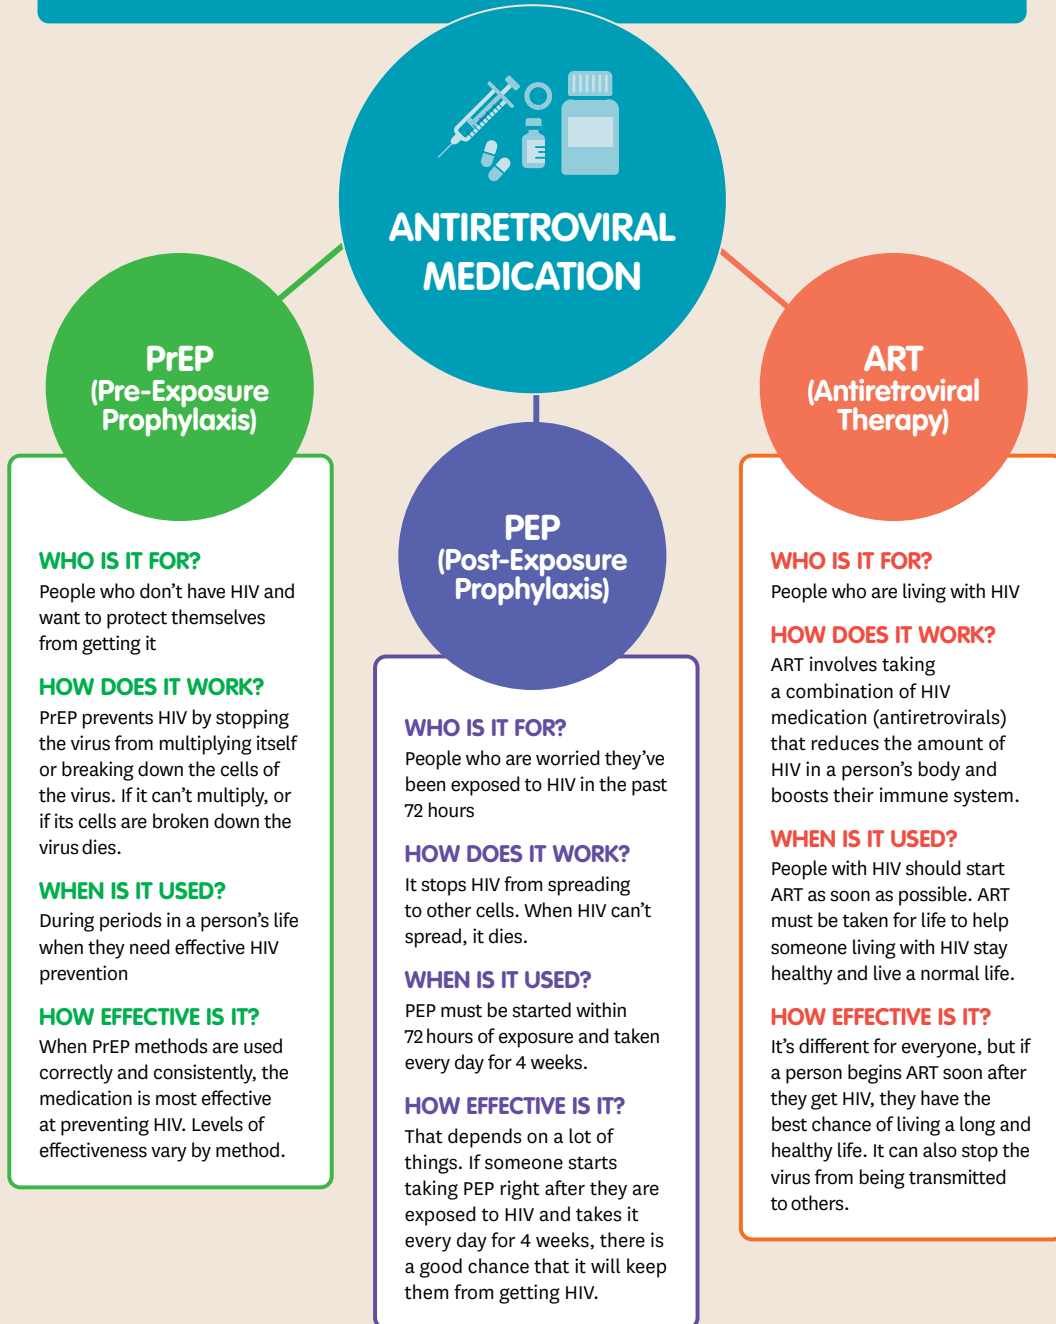 ANTIRETROVIRAL
MEDICATION
PrEP
(Pre-Exposure
Prophylaxis)
WHO IS IT FOR?
People who don’t have HIV and
want to protect themselves
from getting it
HOW DOES IT WORK?
PrEP prevents HIV by stopping
the virus from multiplying itself
or breaking down the cells of
the virus. If it can’t multiply, or
if its cells are broken down the
virus dies.
WHEN IS IT USED?
During periods in a person’s life
when they need effective HIV
prevention
HOW EFFECTIVE IS IT?
When PrEP methods are used
correctly and consistently, the
medication is most effective
at preventing HIV. Levels of
effectiveness vary by method.
PEP
(Post-Exposure
Prophylaxis)
WHO IS IT FOR?
People who are worried they’ve
been exposed to HIV in the past
72 hours
HOW DOES IT WORK?
It stops HIV from spreading
to other cells. When HIV can’t
spread, it dies.
WHEN IS IT USED?
PEP must be started within
72 hours of exposure and taken
every day for 4 weeks.
HOW EFFECTIVE IS IT?
That depends on a lot of
things. If someone starts
taking PEP right after they are
exposed to HIV and takes it
every day for 4 weeks, there is
a good chance that it will keep
them from getting HIV.
ART
(Antiretroviral
Therapy)
WHO IS IT FOR?
People who are living with HIV
HOW DOES IT WORK?
ART involves taking
a combination of HIV
medication (antiretrovirals)
that reduces the amount of
HIV in a person’s body and
boosts their immune system.
WHEN IS IT USED?
People with HIV should start
ART as soon as possible. ART
must be taken for life to help
someone living with HIV stay
healthy and live a normal life.
HOW EFFECTIVE IS IT?
It’s different for everyone, but if
a person begins ART soon after
they get HIV, they have the
best chance of living a long and
healthy life. It can also stop the
virus from being transmitted
to others.